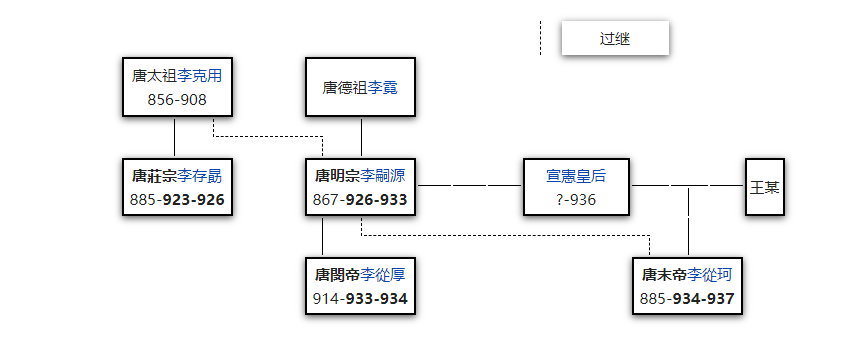 过继
唐太祖李克用
856-908
唐德祖李霓
唐莊宗李存勗
885-923-926
唐明宗李嗣源
867-926-933
宣憲皇后
?-936
王某
唐閔帝李從厚
914-933-934
唐末帝李從珂
885-934-937